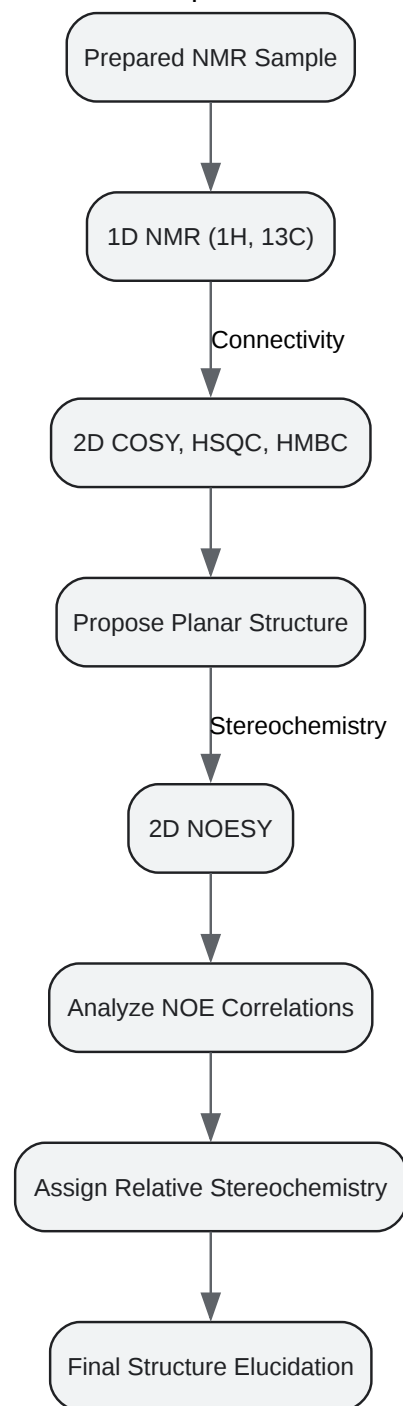 Prepared NMR Sample
1D NMR (1H, 13C)
Connectivity
2D COSY, HSQC, HMBC
Propose Planar Structure
Stereochemistry
2D NOESY
Analyze NOE Correlations
Assign Relative Stereochemistry
Final Structure Elucidation